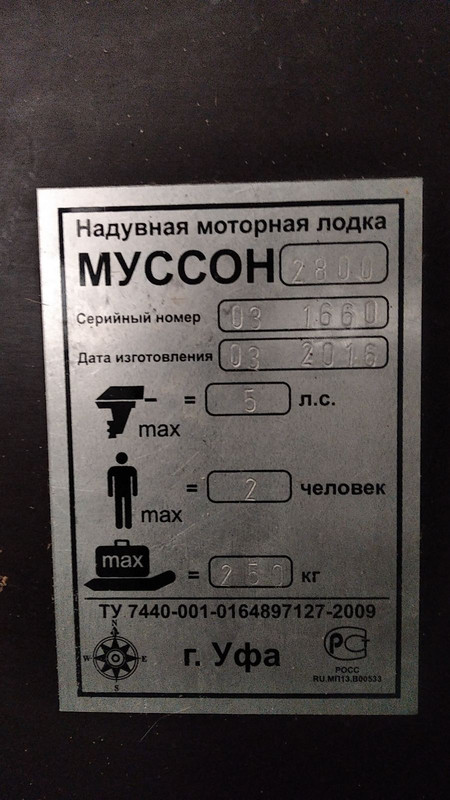 Надувная моторная лодка
МУССОН 2800
Серийный номер 03 1660
Дата изготовления 03 2016
max = 5 л.с.
max = 2 человек
max = 250 кг
ТУ 7440-001-0164897127-2009
N
W E
S
г. Уфа
РСТ
РОСС
RU.МП13.В00533